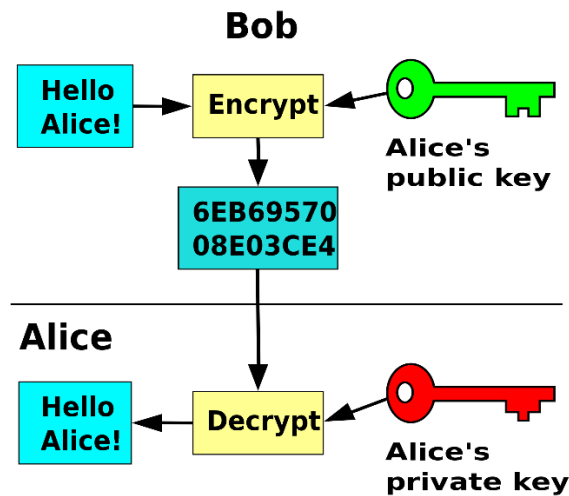 Bob
Hello
Alice!
Encrypt
Alice's
public key
6EB69570
08E03CE4
Alice
Hello
Alice!
Decrypt
Alice's
private key